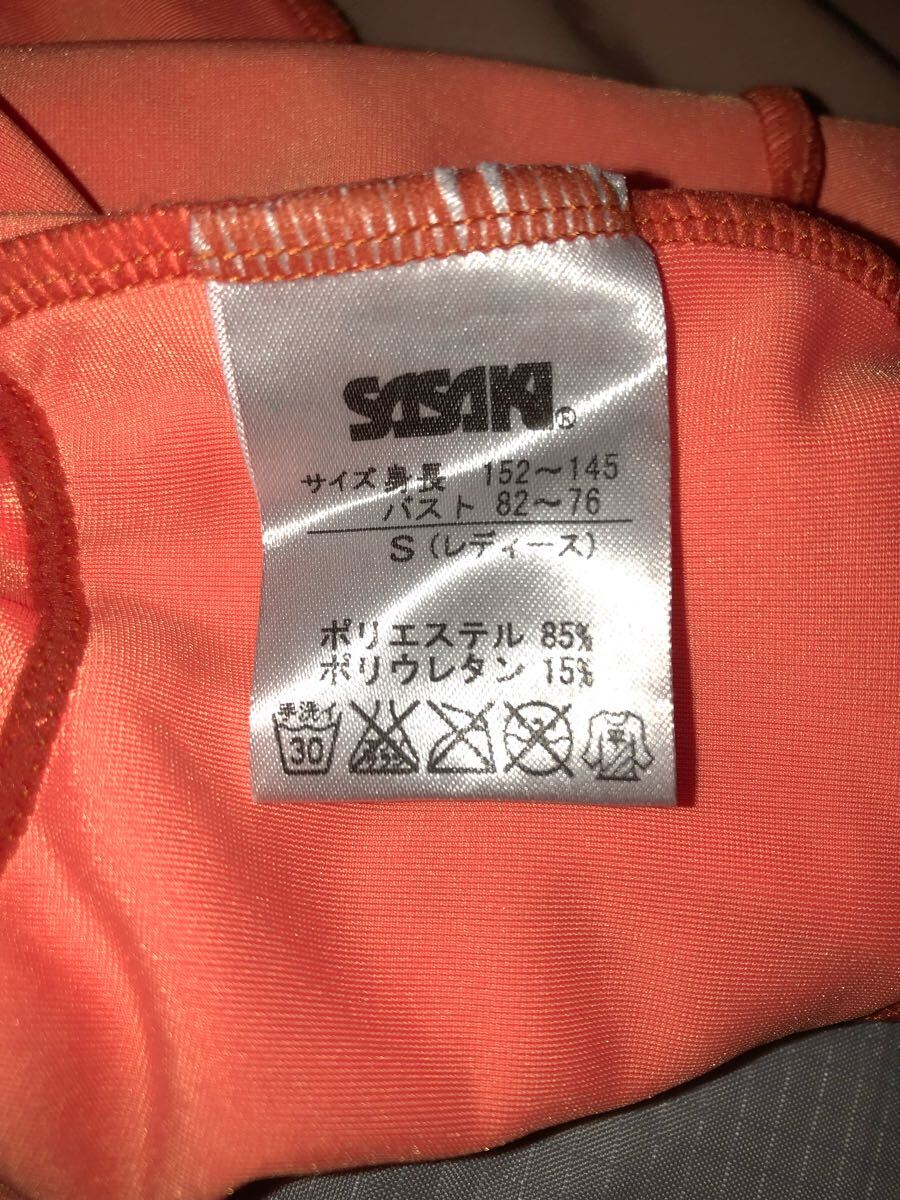 SASAKI®
サイズ 身長 152~145
バスト 82~76
S (レディース)
ポリエステル 85%
ポリウレタン 15%
手洗イ
30
平